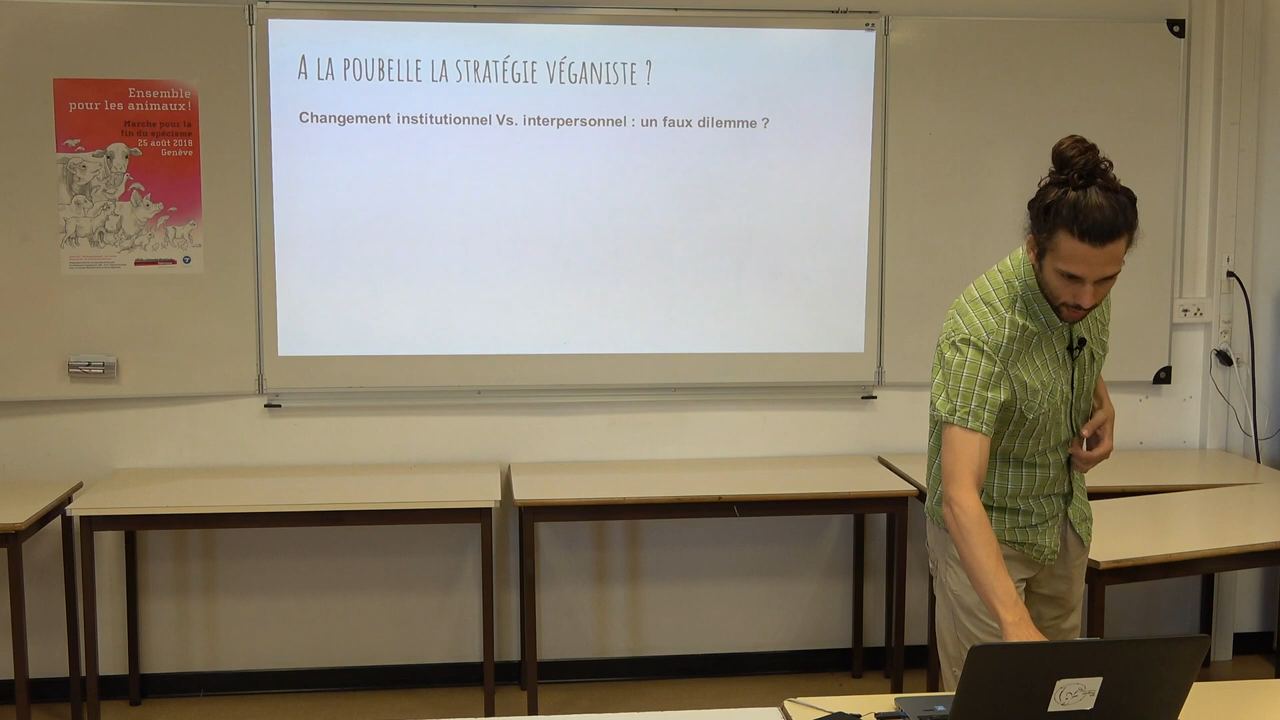 Ensemble
pour les animaux!
Marche pour la
fin du spécisme
25 août 2018
Genève
A LA POUBELLE LA STRATÉGIE VÉGANISTE ?
Changement institutionnel Vs. interpersonnel : un faux dilemme ?